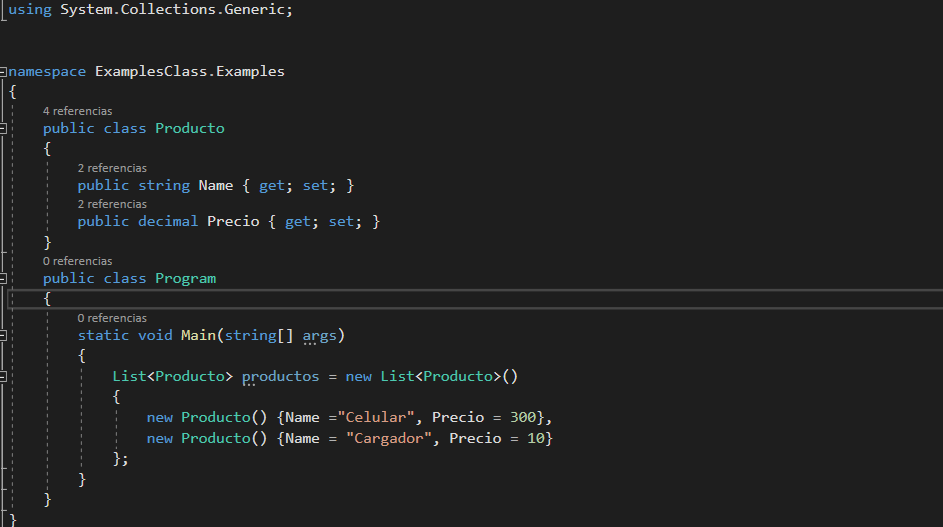 using System.Collections.Generic;
namespace ExamplesClass.Examples
{
4 referencias
public class Producto
{
2 referencias
public string Name { get; set; }
2 referencias
public decimal Precio { get; set; }
}
0 referencias
public class Program
{
0 referencias
static void Main(string[] args)
{
List<Producto> productos = new List<Producto>()
{
new Producto() {Name ="Celular", Precio = 300},
new Producto() {Name = "Cargador", Precio = 10}
};
}
}
}